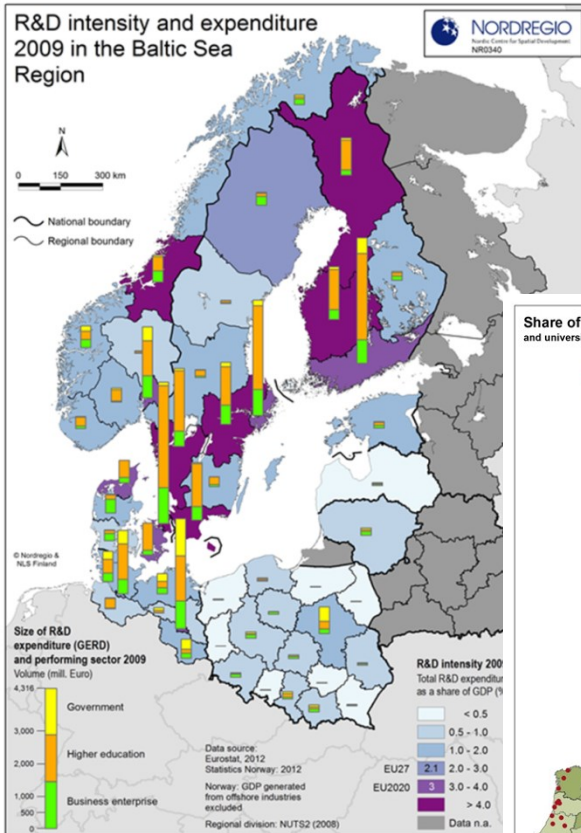 R&D intensity and expenditure
2009 in the Baltic Sea
Region
NORDREGIO
Nordic Centre for Spatial Development
NR0340
N
0 150 300 km
National boundary
Regional boundary
Share of
and univers
© Nordregio &
NLS Finland
Size of R&D
expenditure (GERD)
and performing sector 2009
Volume (mill. Euro)
4,316
3,000
2,000
1,000
500
0
Government
Higher education
Business enterprise
Data source:
Eurostat, 2012
Statistics Norway: 2012
Norway: GDP generated
from offshore industries
excluded
Regional division: NUTS2 (2008)
R&D intensity 2009
Total R&D expenditur
as a share of GDP (%
< 0.5
0.5 - 1.0
1.0 - 2.0
EU27 2.1 2.0 - 3.0
EU2020 3 3.0 - 4.0
> 4.0
Data n.a.